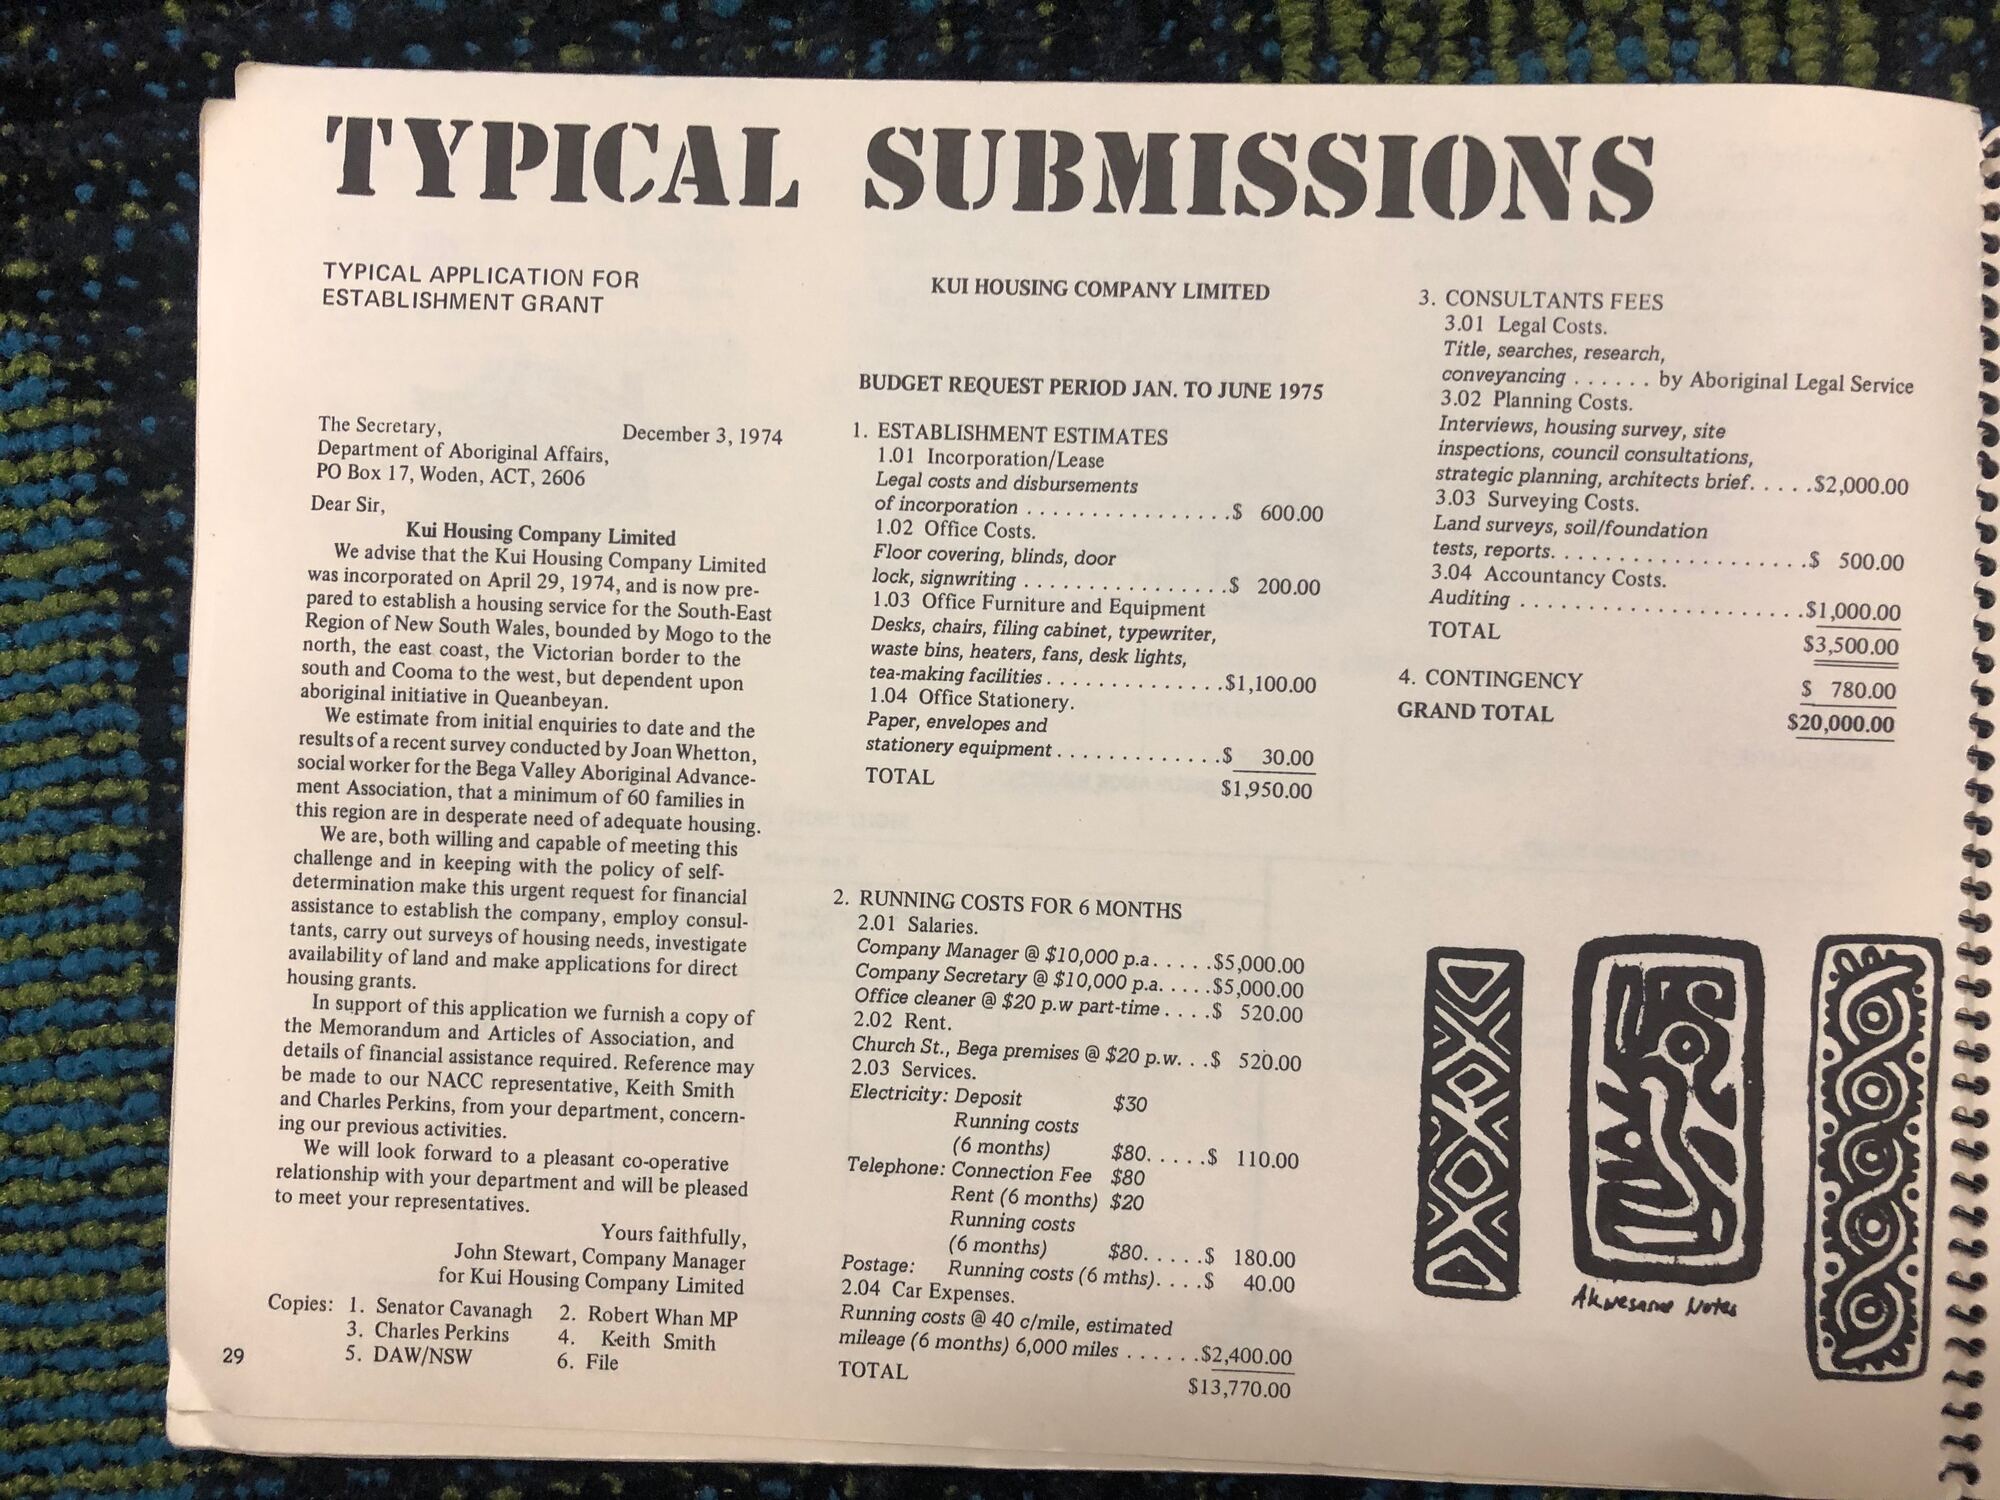 TYPICAL SUBMISSIONS
TYPICAL APPLICATION FOR
ESTABLISHMENT GRANT
The Secretary, December 3, 1974
Department of Aboriginal Affairs,
PO Box 17, Woden, ACT, 2606
Dear Sir,
Kui Housing Company Limited
We advise that the Kui Housing Company Limited
was incorporated on April 29, 1974, and is now pre-
pared to establish a housing service for the South-East
Region of New South Wales, bounded by Mogo to the
north, the east coast, the Victorian border to the
south and Cooma to the west, but dependent upon
aboriginal initiative in Queanbeyan.
We estimate from initial enquiries to date and the
results of a recent survey conducted by Joan Whetton,
social worker for the Bega Valley Aboriginal Advance-
ment Association, that a minimum of 60 families in
this region are in desperate need of adequate housing.
We are, both willing and capable of meeting this
challenge and in keeping with the policy of self-
determination make this urgent request for financial
assistance to establish the company, employ consul-
tants, carry out surveys of housing needs, investigate
availability of land and make applications for direct
housing grants.
In support of this application we furnish a copy of
the Memorandum and Articles of Association, and
details of financial assistance required. Reference may
be made to our NACC representative, Keith Smith
and Charles Perkins, from your department, concern-
ing our previous activities.
We will look forward to a pleasant co-operative
relationship with your department and will be pleased
to meet your representatives.
Yours faithfully,
John Stewart, Company Manager
for Kui Housing Company Limited
Copies: 1. Senator Cavanagh 2. Robert Whan MP
3. Charles Perkins 4. Keith Smith
5. DAW/NSW 6. File
29
KUI HOUSING COMPANY LIMITED
BUDGET REQUEST PERIOD JAN. TO JUNE 1975
1. ESTABLISHMENT ESTIMATES
1.01 Incorporation/Lease
Legal costs and disbursements
of incorporation . . . . . . . . . . . . . . . .$ 600.00
1.02 Office Costs.
Floor covering, blinds, door
lock, signwriting . . . . . . . . . . . . . . . .$ 200.00
1.03 Office Furniture and Equipment
Desks, chairs, filing cabinet, typewriter,
waste bins, heaters, fans, desk lights,
tea-making facilities . . . . . . . . . . . . . .$1,100.00
1.04 Office Stationery.
Paper, envelopes and
stationery equipment . . . . . . . . . . . . .$ 30.00
TOTAL $1,950.00
2. RUNNING COSTS FOR 6 MONTHS
2.01 Salaries.
Company Manager @ $10,000 p.a. . . . .$5,000.00
Company Secretary @ $10,000 p.a. . . . .$5,000.00
Office cleaner @ $20 p.w part-time . . . .$ 520.00
2.02 Rent.
Church St., Bega premises @ $20 p.w. . .$ 520.00
2.03 Services.
Electricity: Deposit $30
Running costs
(6 months) $80. . . . .$ 110.00
Telephone: Connection Fee $80
Rent (6 months) $20
Running costs
(6 months) $80. . . . .$ 180.00
Postage: Running costs (6 mths). . . .$ 40.00
2.04 Car Expenses.
Running costs @ 40 c/mile, estimated
mileage (6 months) 6,000 miles . . . . . .$2,400.00
TOTAL $13,770.00
3. CONSULTANTS FEES
3.01 Legal Costs.
Title, searches, research,
conveyancing . . . . . . by Aboriginal Legal Service
3.02 Planning Costs.
Interviews, housing survey, site
inspections, council consultations,
strategic planning, architects brief. . . . .$2,000.00
3.03 Surveying Costs.
Land surveys, soil/foundation
tests, reports. . . . . . . . . . . . . . . . . . .$ 500.00
3.04 Accountancy Costs.
Auditing . . . . . . . . . . . . . . . . . . . . .$1,000.00
TOTAL $3,500.00
4. CONTINGENCY $ 780.00
GRAND TOTAL $20,000.00
Akwesasne Notes